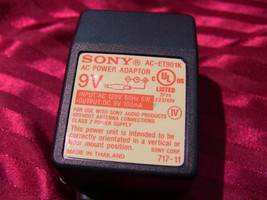 SONY® AC-ET901K
AC POWER ADAPTOR
9V
UL® LISTED
INPUT: AC 120V 60Hz 6W
OUTPUT: DC 9V 100mA
FOR USE WITH SONY AUDIO PRODUCTS
WITHOUT ANTENNA CONNECTIONS
CLASS 2 POWER SUPPLY
IV
This power unit is intended to be
correctly orientated in a vertical or
floor mount position.
SONY CORP
MADE IN THAILAND 717-11